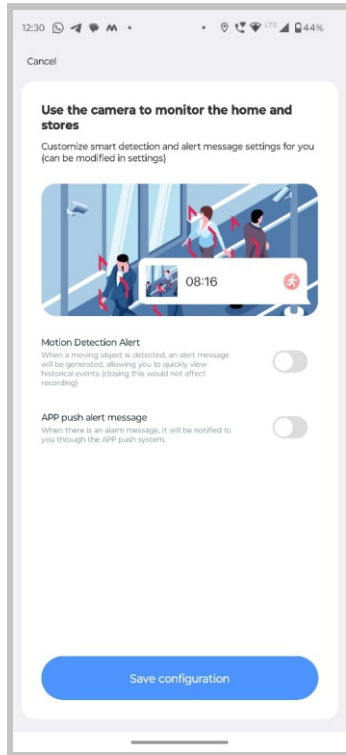 12:30 LTE 44%
Cancel
Use the camera to monitor the home and
stores
Customize smart detection and alert message settings for you
(can be modified in settings)
08:16
Motion Detection Alert
When a moving object is detected, an alert message
will be generated, allowing you to quickly view
historical events (closing this would not affect
recording)
APP push alert message
When there is an alarm message, it will be notified to
you through the APP push system.
Save configuration